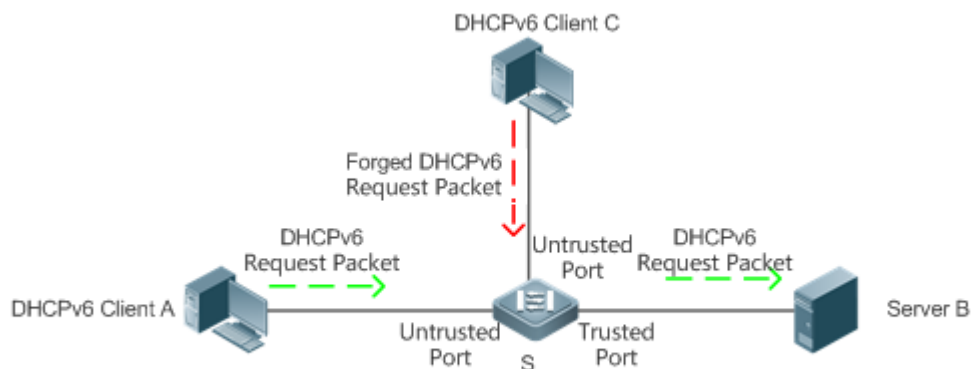 DHCPv6 Client C
Forged DHCPv6
Request Packet
DHCPv6
Request Packet
Untrusted
Port
DHCPv6
Request Packet
DHCPv6 Client A
Server B
Untrusted
Port
S
Trusted
Port